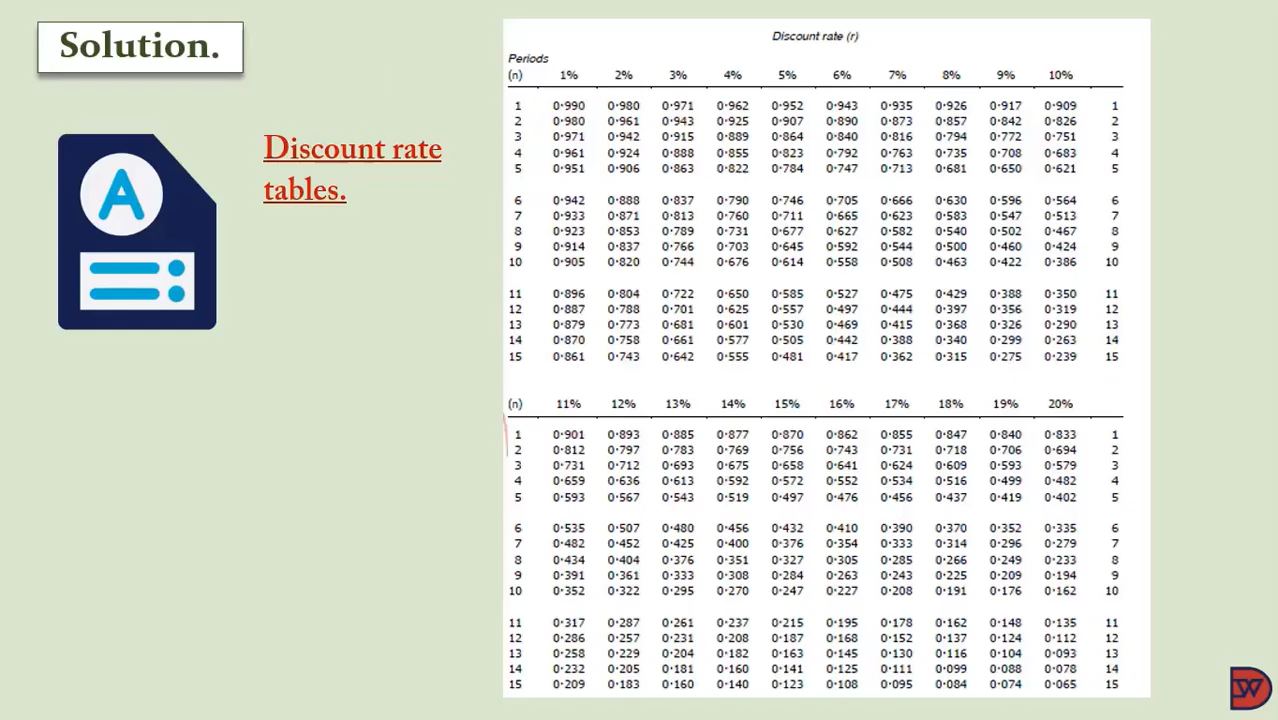 Solution.
Discount rate
tables.
A
Discount rate (r)
Periods
(n) 1% 2% 3% 4% 5% 6% 7% 8% 9% 10%
1 0·990 0·980 0·971 0·962 0·952 0·943 0·935 0·926 0·917 0·909 1
2 0·980 0·961 0·943 0·925 0·907 0·890 0·873 0·857 0·842 0·826 2
3 0·971 0·942 0·915 0·889 0·864 0·840 0·816 0·794 0·772 0·751 3
4 0·961 0·924 0·888 0·855 0·823 0·792 0·763 0·735 0·708 0·683 4
5 0·951 0·906 0·863 0·822 0·784 0·747 0·713 0·681 0·650 0·621 5
6 0·942 0·888 0·837 0·790 0·746 0·705 0·666 0·630 0·596 0·564 6
7 0·933 0·871 0·813 0·760 0·711 0·665 0·623 0·583 0·547 0·513 7
8 0·923 0·853 0·789 0·731 0·677 0·627 0·582 0·540 0·502 0·467 8
9 0·914 0·837 0·766 0·703 0·645 0·592 0·544 0·500 0·460 0·424 9
10 0·905 0·820 0·744 0·676 0·614 0·558 0·508 0·463 0·422 0·386 10
11 0·896 0·804 0·722 0·650 0·585 0·527 0·475 0·429 0·388 0·350 11
12 0·887 0·788 0·701 0·625 0·557 0·497 0·444 0·397 0·356 0·319 12
13 0·879 0·773 0·681 0·601 0·530 0·469 0·415 0·368 0·326 0·290 13
14 0·870 0·758 0·661 0·577 0·505 0·442 0·388 0·340 0·299 0·263 14
15 0·861 0·743 0·642 0·555 0·481 0·417 0·362 0·315 0·275 0·239 15
(n) 11% 12% 13% 14% 15% 16% 17% 18% 19% 20%
1 0·901 0·893 0·885 0·877 0·870 0·862 0·855 0·847 0·840 0·833 1
2 0·812 0·797 0·783 0·769 0·756 0·743 0·731 0·718 0·706 0·694 2
3 0·731 0·712 0·693 0·675 0·658 0·641 0·624 0·609 0·593 0·579 3
4 0·659 0·636 0·613 0·592 0·572 0·552 0·534 0·516 0·499 0·482 4
5 0·593 0·567 0·543 0·519 0·497 0·476 0·456 0·437 0·419 0·402 5
6 0·535 0·507 0·480 0·456 0·432 0·410 0·390 0·370 0·352 0·335 6
7 0·482 0·452 0·425 0·400 0·376 0·354 0·333 0·314 0·296 0·279 7
8 0·434 0·404 0·376 0·351 0·327 0·305 0·285 0·266 0·249 0·233 8
9 0·391 0·361 0·333 0·308 0·284 0·263 0·243 0·225 0·209 0·194 9
10 0·352 0·322 0·295 0·270 0·247 0·227 0·208 0·191 0·176 0·162 10
11 0·317 0·287 0·261 0·237 0·215 0·195 0·178 0·162 0·148 0·135 11
12 0·286 0·257 0·231 0·208 0·187 0·168 0·152 0·137 0·124 0·112 12
13 0·258 0·229 0·204 0·182 0·163 0·145 0·130 0·116 0·104 0·093 13
14 0·232 0·205 0·181 0·160 0·141 0·125 0·111 0·099 0·088 0·078 14
15 0·209 0·183 0·160 0·140 0·123 0·108 0·095 0·084 0·074 0·065 15